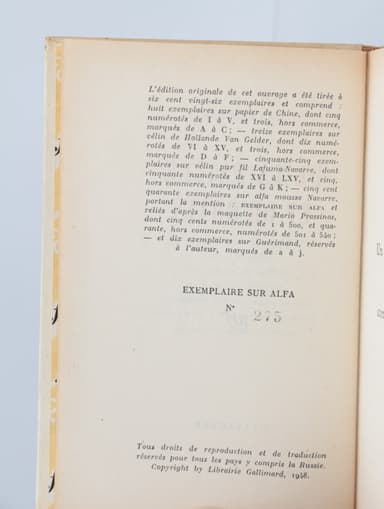 L'édition originale de cet ouvrage a été tirée à
six cent vingt-six exemplaires et comprend :
huit exemplaires sur papier de Chine, dont cinq
numérotés de I à V, et trois, hors commerce,
marqués de A à C; — treize exemplaires sur
vélin de Hollande Van Gelder, dont dix numé-
rotés de VI à XV, et trois, hors commerce,
marqués de D à F; — cinquante-cinq exem-
plaires sur vélin pur fil Lafuma-Navarre, dont
cinquante numérotés de XVI à LXV, et cinq,
hors commerce, marqués de G à K; — cinq cent
quarante exemplaires sur alfa mousse Navarre,
portant la mention : EXEMPLAIRE SUR ALFA et
reliés d'après la maquette de Mario Prassinos,
dont cinq cents numérotés de 1 à 500, et qua-
rante, hors commerce, numérotés de 501 à 540;
— et dix exemplaires sur Guérimand, réservés
à l'auteur, marqués de a à j.
EXEMPLAIRE SUR ALFA
N° 275
Tous droits de reproduction et de traduction
réservés pour tous les pays y compris la Russie.
Copyright by Librairie Gallimard, 1948.